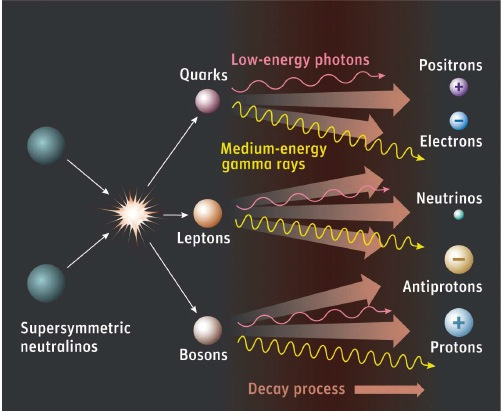 Low-energy photons
Quarks
Positrons
+
−
Electrons
Medium-energy
gamma rays
Neutrinos
Leptons
−
Antiprotons
+
Supersymmetric
neutralinos
Bosons
Protons
Decay process